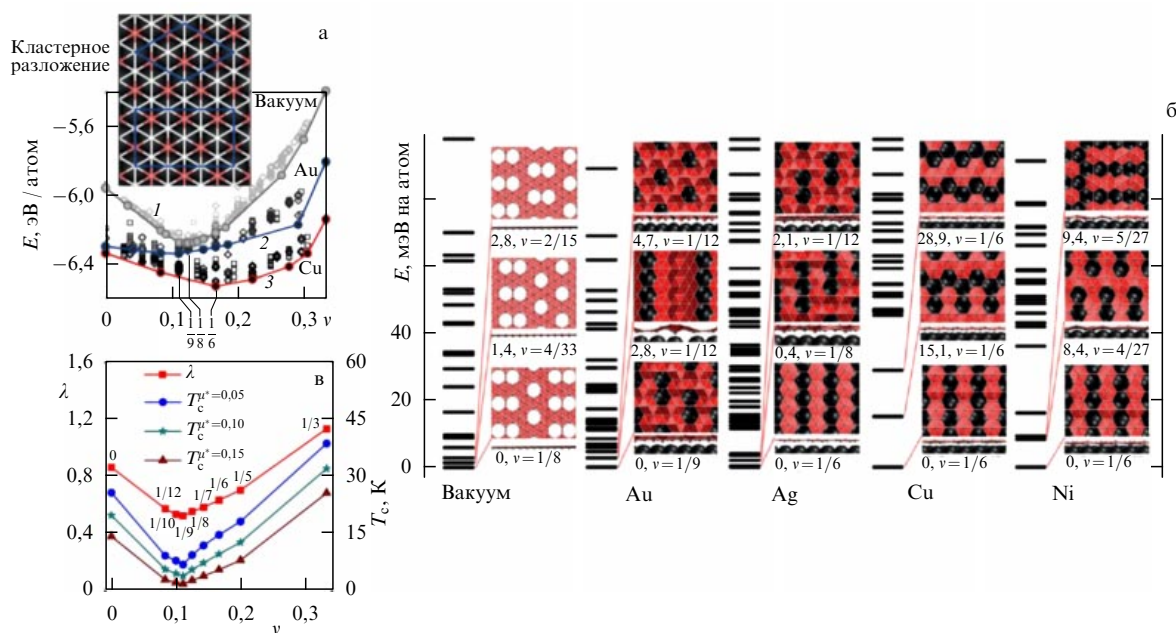 а
Кластерное
разложение
Вакуум
Au
Cu
1
2
3
E, эВ / атом
−5,6
−6,0
−6,4
0 0,1 0,2 0,3 v
1/9 1/8 1/6
б
E, мэВ на атом
60
40
20
0
2,8, v = 2/15
1,4, v = 4/33
0, v = 1/8
Вакуум
4,7, v = 1/12
2,8, v = 1/12
0, v = 1/9
Au
2,1, v = 1/12
0,4, v = 1/8
0, v = 1/6
Ag
28,9, v = 1/6
15,1, v = 1/6
0, v = 1/6
Cu
9,4, v = 5/27
8,4, v = 4/27
0, v = 1/6
Ni
в
λ
1,6
1,2
0,8
0,4
0
λ
Tc μ*=0,05
Tc μ*=0,10
Tc μ*=0,15
0
1/12
1/10
1/9
1/8
1/7
1/6
1/5
1/3
60
45
30
15
0
Tc, К
0 0,1 0,2 0,3
v